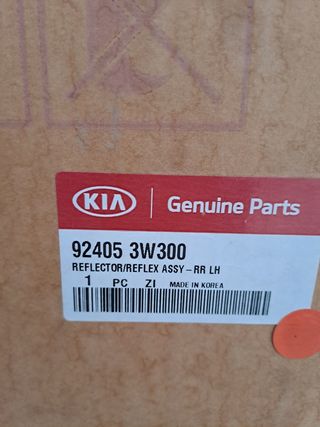 KIA Genuine Parts
92405 3W300
REFLECTOR/REFLEX ASSY-RR LH
1 PC ZI MADE IN KOREA